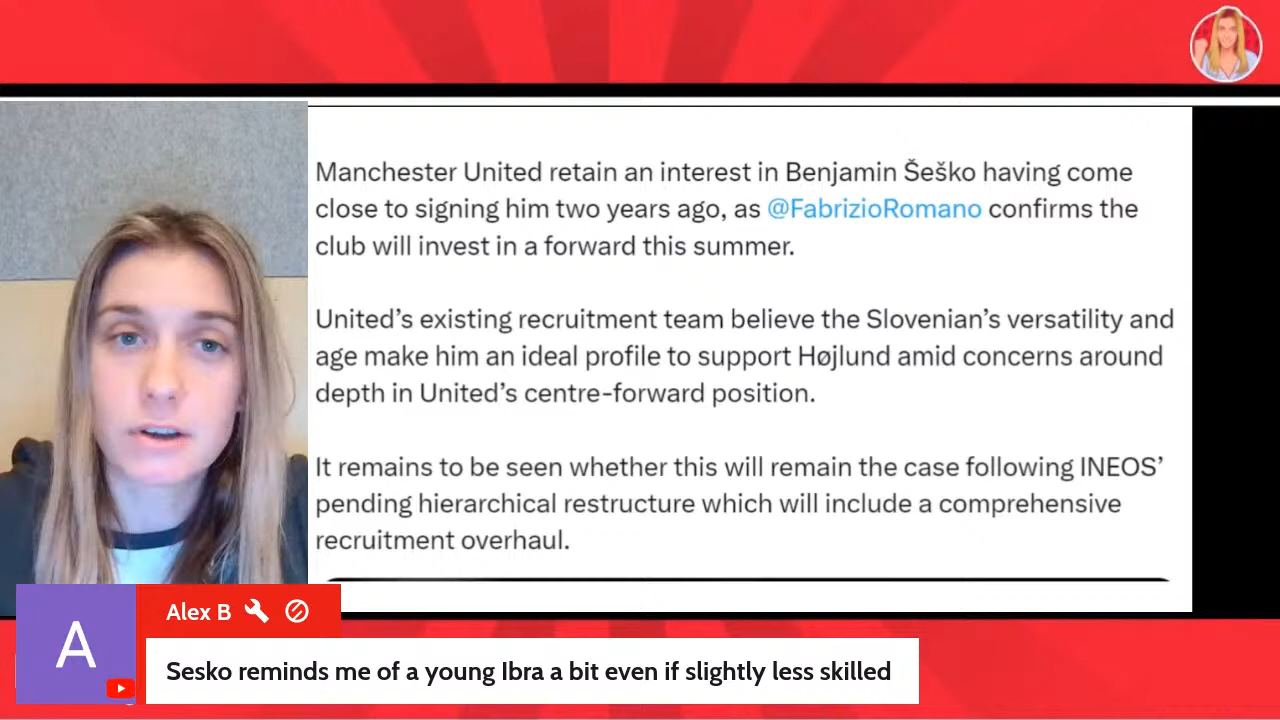 Manchester United retain an interest in Benjamin Šeško having come
close to signing him two years ago, as @FabrizioRomano confirms the
club will invest in a forward this summer.
United’s existing recruitment team believe the Slovenian’s versatility and
age make him an ideal profile to support Højlund amid concerns around
depth in United’s centre-forward position.
It remains to be seen whether this will remain the case following INEOS’
pending hierarchical restructure which will include a comprehensive
recruitment overhaul.
A
Alex B
Sesko reminds me of a young Ibra a bit even if slightly less skilled